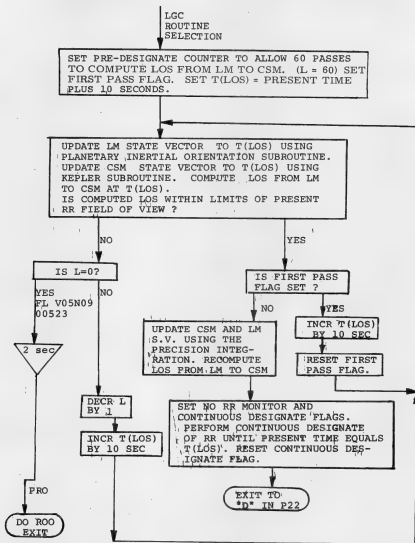 LGC
ROUTINE
SELECTION
SET PRE-DESIGNATE COUNTER TO ALLOW 60 PASSES
TO COMPUTE LOS FROM LM TO CSM. (L = 60) SET
FIRST PASS FLAG. SET T(LOS) = PRESENT TIME
PLUS 10 SECONDS.
UPDATE LM STATE VECTOR TO T(LOS) USING
PLANETARY INERTIAL ORIENTATION SUBROUTINE.
UPDATE CSM STATE VECTOR TO T(LOS) USING
KEPLER SUBROUTINE. COMPUTE LOS FROM LM
TO CSM AT T(LOS).
IS COMPUTED LOS WITHIN LIMITS OF PRESENT
RR FIELD OF VIEW ?
NO
YES
IS L=0?
IS FIRST PASS
FLAG SET ?
YES
NO
FL V05N09
00523
NO
YES
2 sec
UPDATE CSM AND LM
S.V. USING THE
PRECISION INTEG-
RATION. RECOMPUTE
LOS FROM LM TO CSM
INCR T(LOS)
BY 10 SEC
RESET FIRST
PASS FLAG.
DECR L
BY 1
INCR T(LOS)
BY 10 SEC
SET NO RR MONITOR AND
CONTINUOUS DESIGNATE FLAGS.
PERFORM CONTINUOUS DESIGNATE
OF RR UNTIL PRESENT TIME EQUALS
T(LOS). RESET CONTINUOUS DES-
IGNATE FLAG.
PRO
EXIT TO
"D" IN P22
DO ROO
EXIT